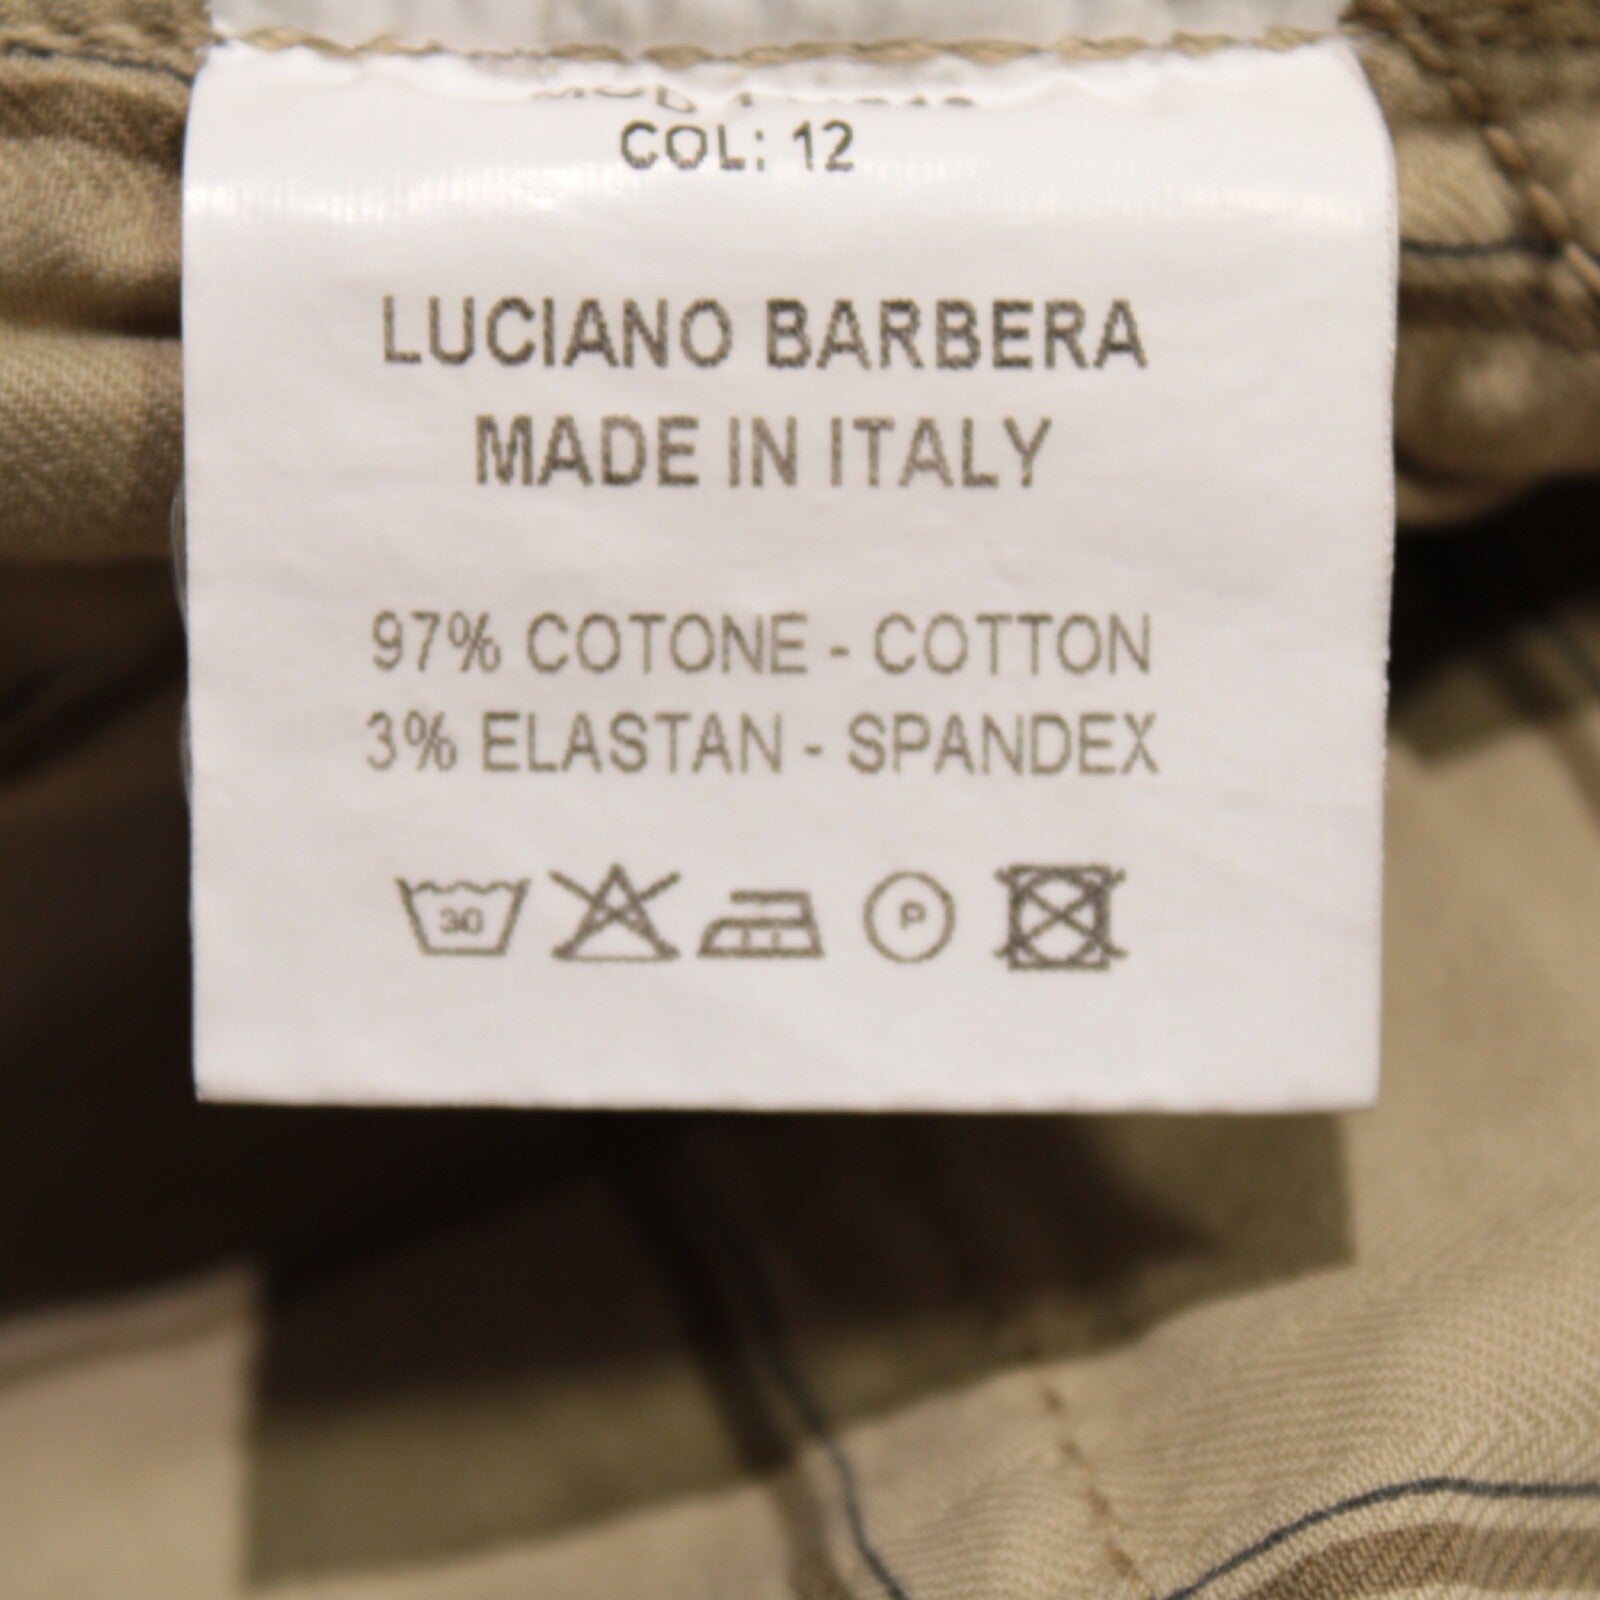 COL: 12
LUCIANO BARBERA
MADE IN ITALY
97% COTONE - COTTON
3% ELASTAN - SPANDEX
30 P